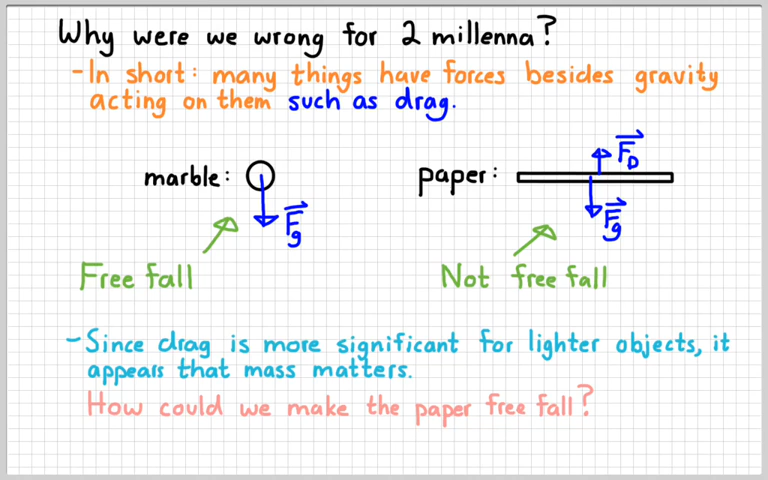 Why were we wrong for 2 millenna?
-In short: many things have forces besides gravity
acting on them such as drag.
marble:
F_g
paper:
F_D
F_g
Free fall
Not free fall
-Since drag is more significant for lighter objects, it
appears that mass matters.
How could we make the paper free fall?